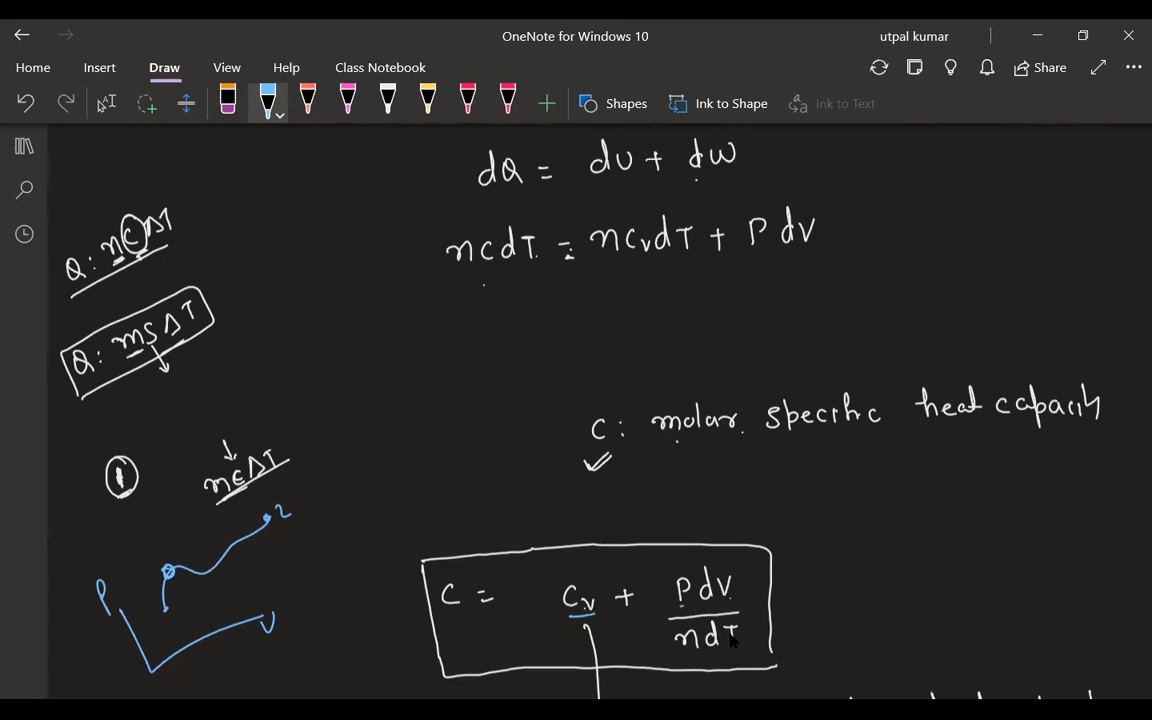 OneNote for Windows 10
utpal kumar
Home Insert Draw View Help Class Notebook
Share
Shapes Ink to Shape Ink to Text
dQ = dU + dW
Q: nCΔT
nCdT = nCvdT + PdV
Q: mSΔT
C: molar specific heat capacity
1 nCΔT
2
P
V
C = Cv + PdV
ndT